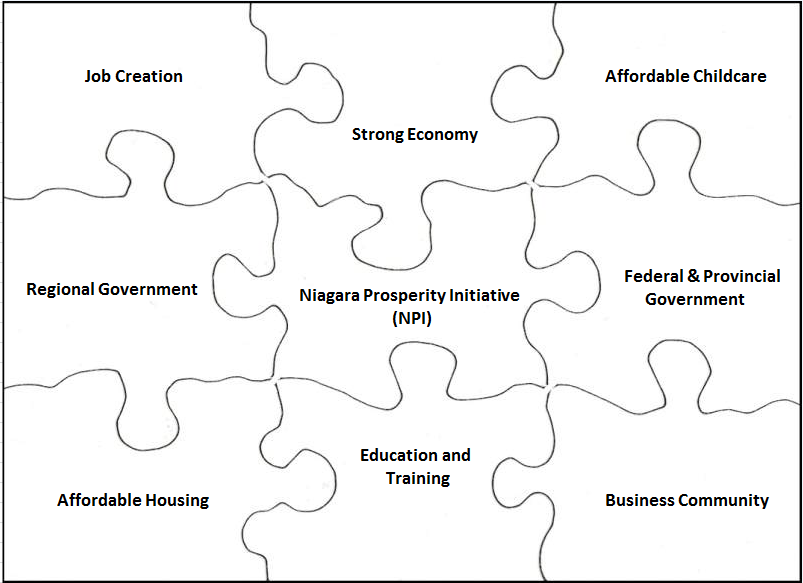 Job Creation
Strong Economy
Affordable Childcare
Regional Government
Niagara Prosperity Initiative
(NPI)
Federal & Provincial
Government
Affordable Housing
Education and
Training
Business Community